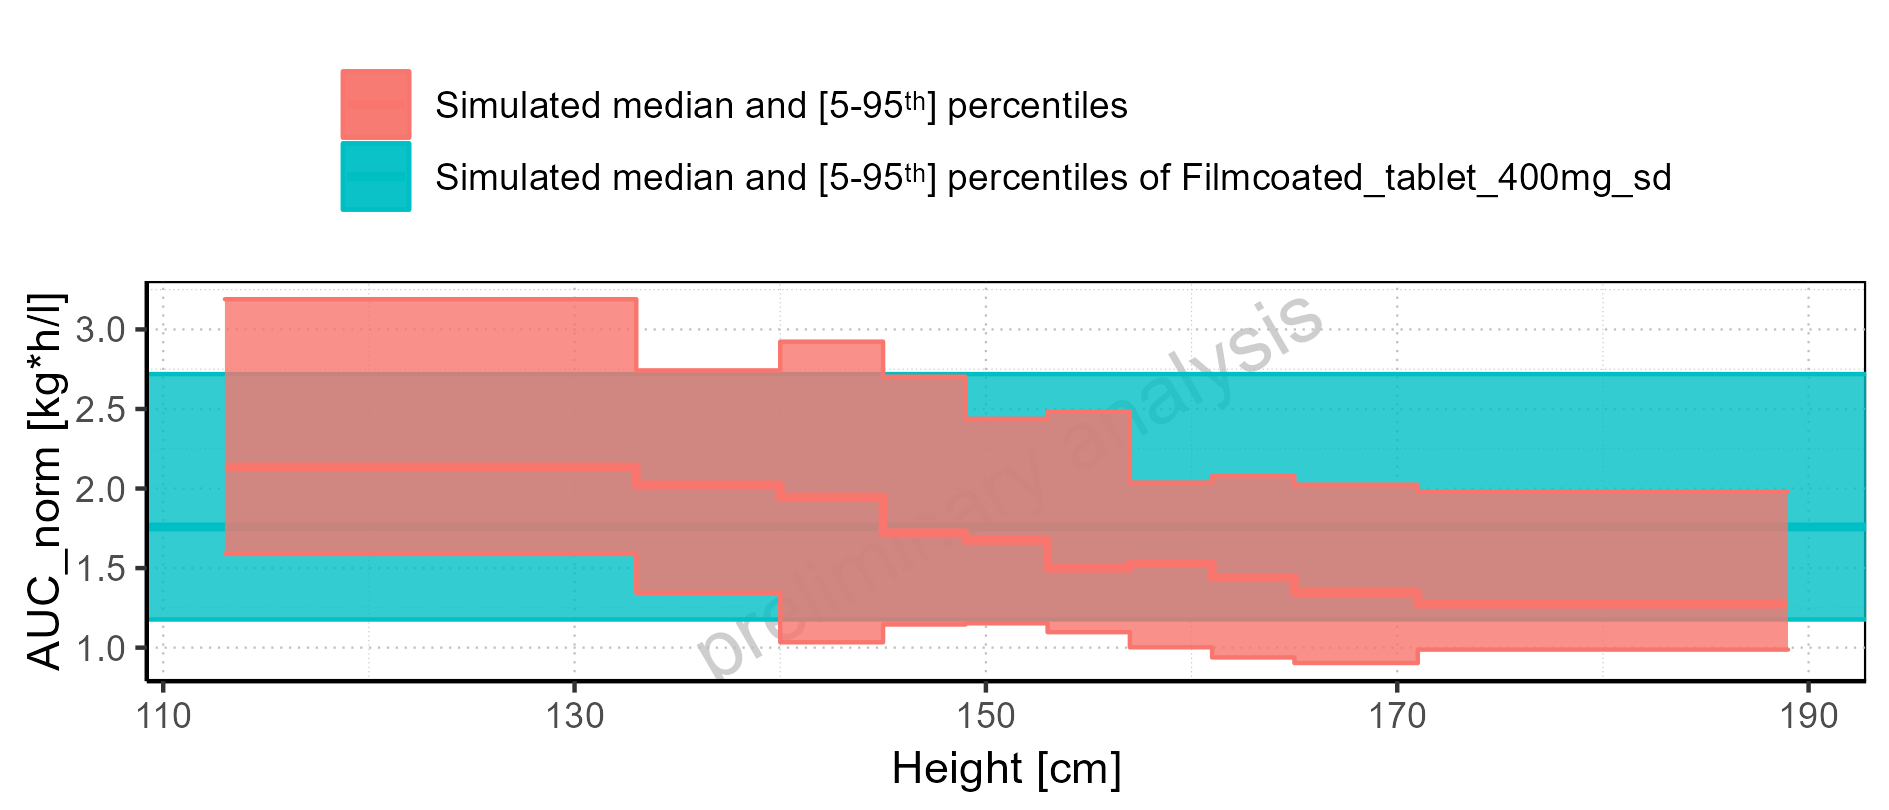 Simulated median and [5-95th] percentiles
Simulated median and [5-95th] percentiles of Filmcoated_tablet_400mg_sd
AUC_norm [kg*h/l]
3.0
2.5
2.0
1.5
1.0
preliminary analysis
110 130 150 170 190
Height [cm]